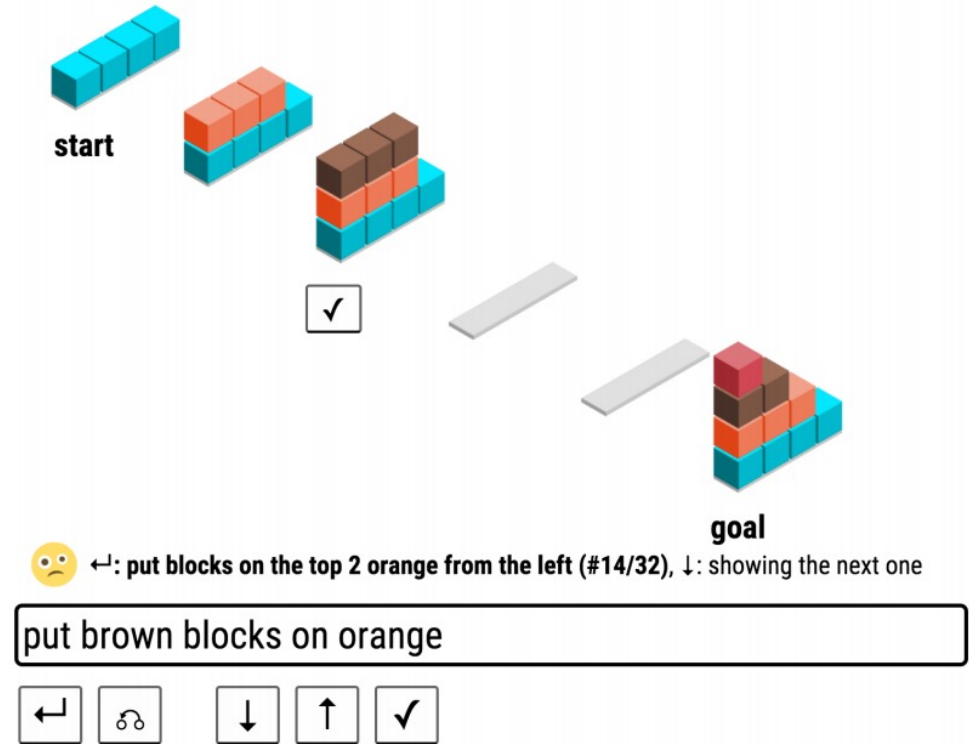 start
goal
↵: put blocks on the top 2 orange from the left (#14/32), ↓: showing the next one
put brown blocks on orange